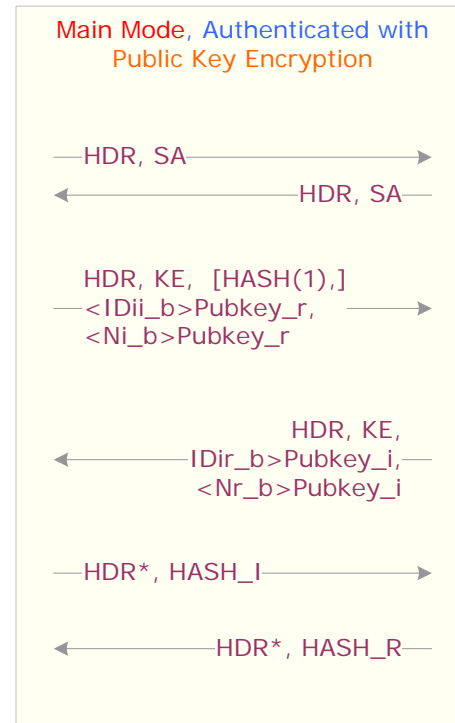 Main Mode, Authenticated with
Public Key Encryption
HDR, SA
HDR, SA
HDR, KE, [HASH(1),]
<IDii_b>Pubkey_r,
<Ni_b>Pubkey_r
HDR, KE,
IDir_b>Pubkey_i,
<Nr_b>Pubkey_i
HDR*, HASH_I
HDR*, HASH_R